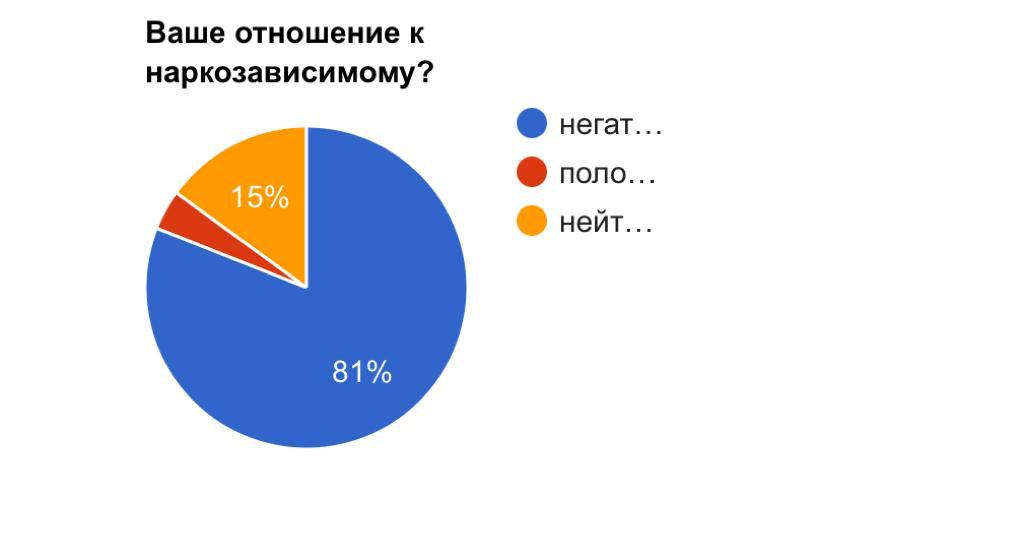 Ваше отношение к
наркозависимому?
негат…
поло…
нейт…
15%
81%